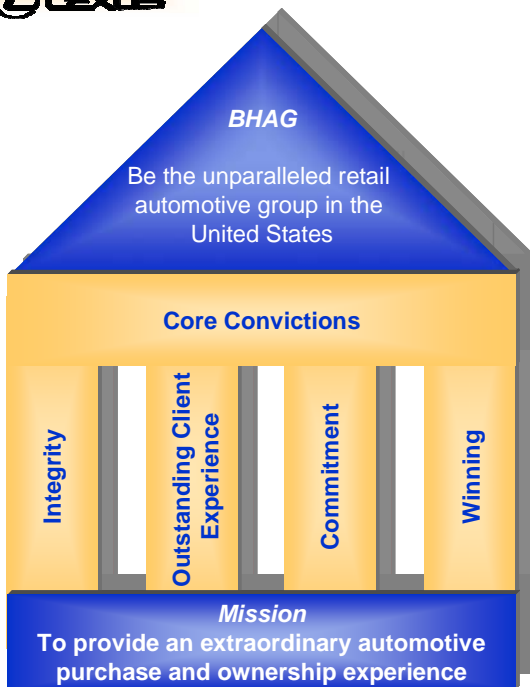 LEXUS
BHAG
Be the unparalleled retail
automotive group in the
United States
Core Convictions
Integrity
Outstanding Client
Experience
Commitment
Winning
Mission
To provide an extraordinary automotive
purchase and ownership experience